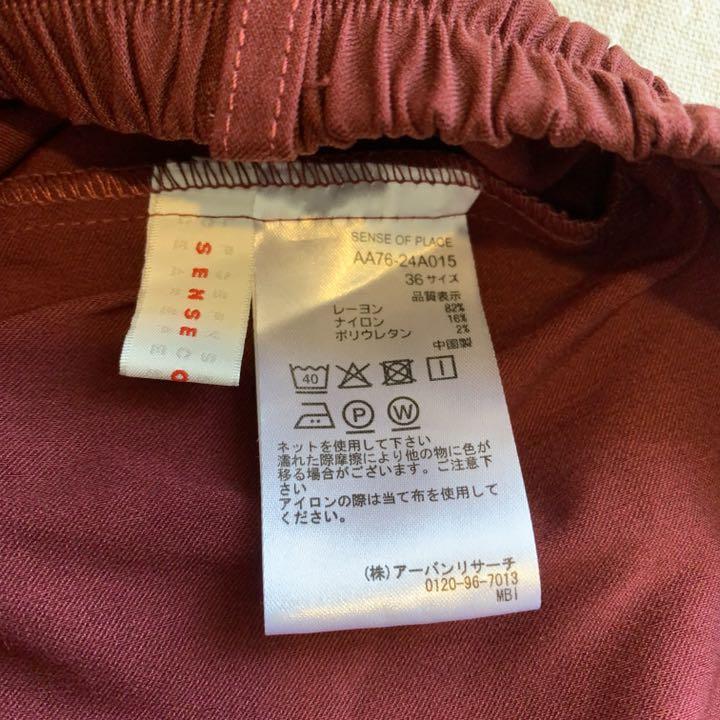 SENSE O
SENSE OF PLACE
AA76-24A015
36サイズ
品質表示
レーヨン 82%
ナイロン 16%
ポリウレタン 2%
中国製
40
P
W
ネットを使用して下さい
濡れた際摩擦により他の物に色が
移る場合がございます。ご注意下
さい
アイロンの際は当て布を使用して
ください。
(株)アーバンリサーチ
0120-96-7013
MBI